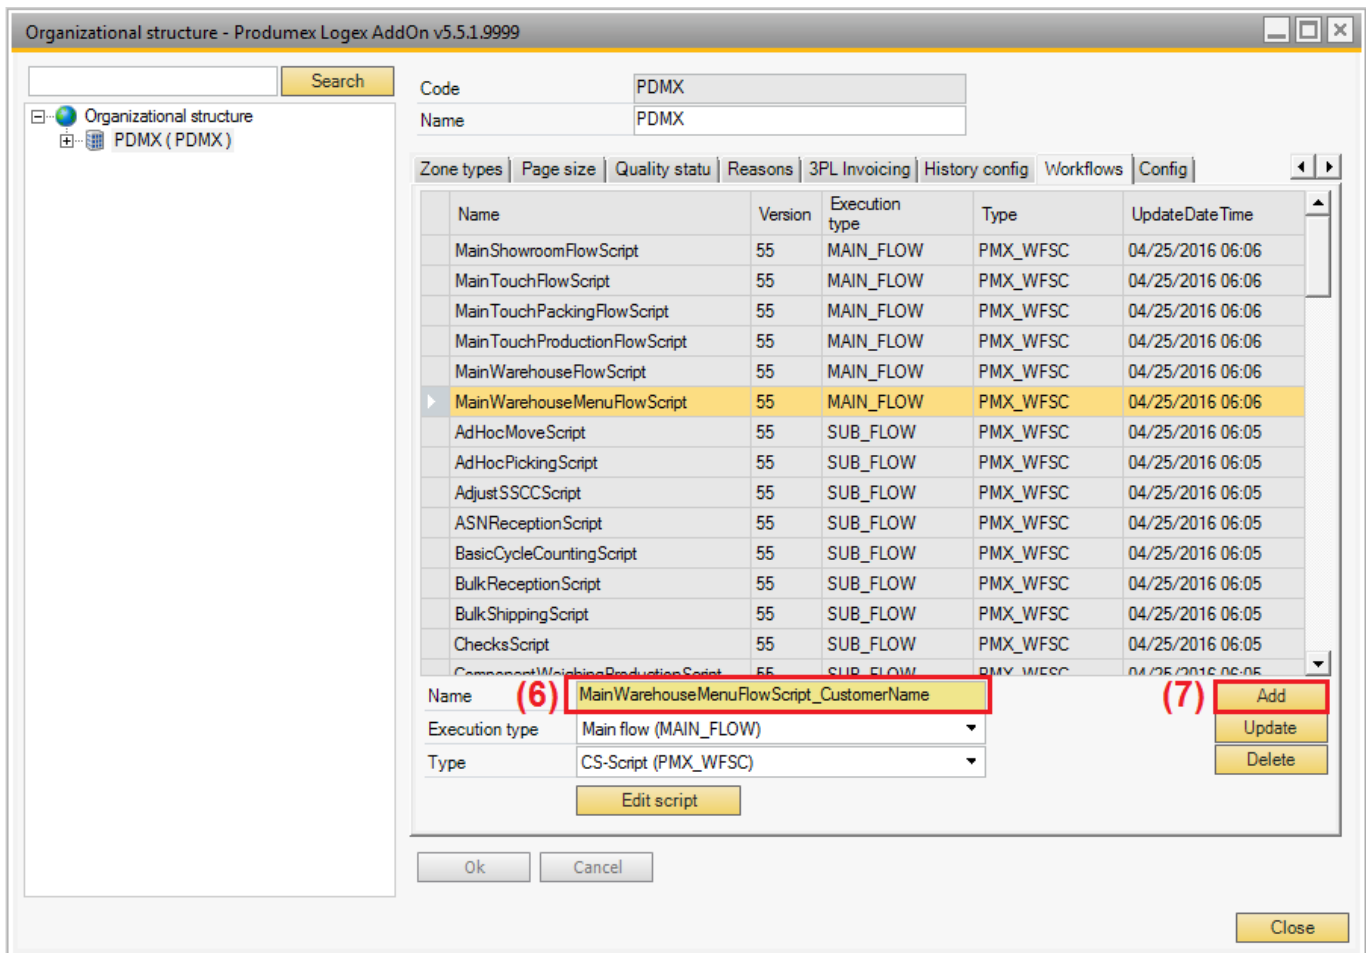 Organizational structure - Produmex Logex AddOn v5.5.1.9999
Search
Organizational structure
PDMX ( PDMX )
Code PDMX
Name PDMX
Zone types Page size Quality statu Reasons 3PL Invoicing History config Workflows Config
Name Version Execution type Type UpdateDateTime
MainShowroomFlowScript 55 MAIN_FLOW PMX_WFSC 04/25/2016 06:06
MainTouchFlowScript 55 MAIN_FLOW PMX_WFSC 04/25/2016 06:06
MainTouchPackingFlowScript 55 MAIN_FLOW PMX_WFSC 04/25/2016 06:06
MainTouchProductionFlowScript 55 MAIN_FLOW PMX_WFSC 04/25/2016 06:06
MainWarehouseFlowScript 55 MAIN_FLOW PMX_WFSC 04/25/2016 06:06
MainWarehouseMenuFlowScript 55 MAIN_FLOW PMX_WFSC 04/25/2016 06:06
AdHocMoveScript 55 SUB_FLOW PMX_WFSC 04/25/2016 06:05
AdHocPickingScript 55 SUB_FLOW PMX_WFSC 04/25/2016 06:05
AdjustSSCCScript 55 SUB_FLOW PMX_WFSC 04/25/2016 06:05
ASNReceptionScript 55 SUB_FLOW PMX_WFSC 04/25/2016 06:05
BasicCycleCountingScript 55 SUB_FLOW PMX_WFSC 04/25/2016 06:05
BulkReceptionScript 55 SUB_FLOW PMX_WFSC 04/25/2016 06:05
BulkShippingScript 55 SUB_FLOW PMX_WFSC 04/25/2016 06:05
ChecksScript 55 SUB_FLOW PMX_WFSC 04/25/2016 06:05
ComponentWeighingProductionScript 55 SUB_FLOW PMX_WFSC 04/25/2016 06:05
Name (6) MainWarehouseMenuFlowScript_CustomerName (7) Add
Execution type Main flow (MAIN_FLOW) Update
Type CS-Script (PMX_WFSC) Delete
Edit script
Ok Cancel
Close